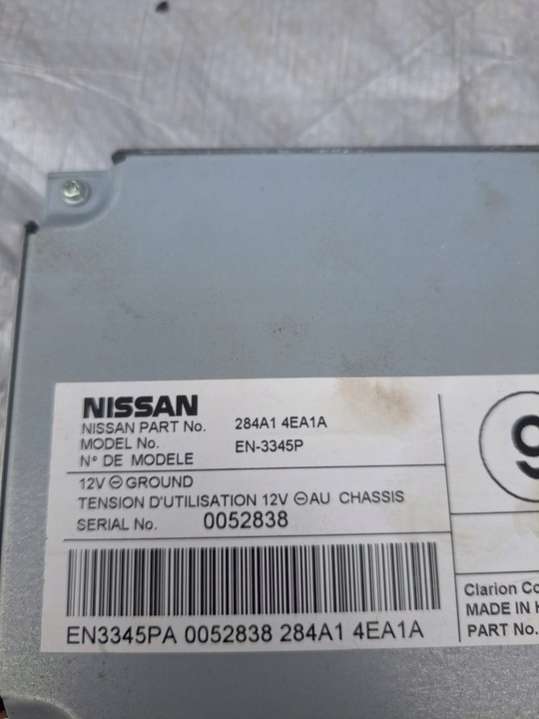 NISSAN
NISSAN PART No. 284A1 4EA1A
MODEL No. EN-3345P
N° DE MODELE
12V ⊖ GROUND
TENSION D'UTILISATION 12V ⊖ AU CHASSIS
SERIAL No. 0052838
EN3345PA 0052838 284A1 4EA1A
9
Clarion
MADE IN
PART No.